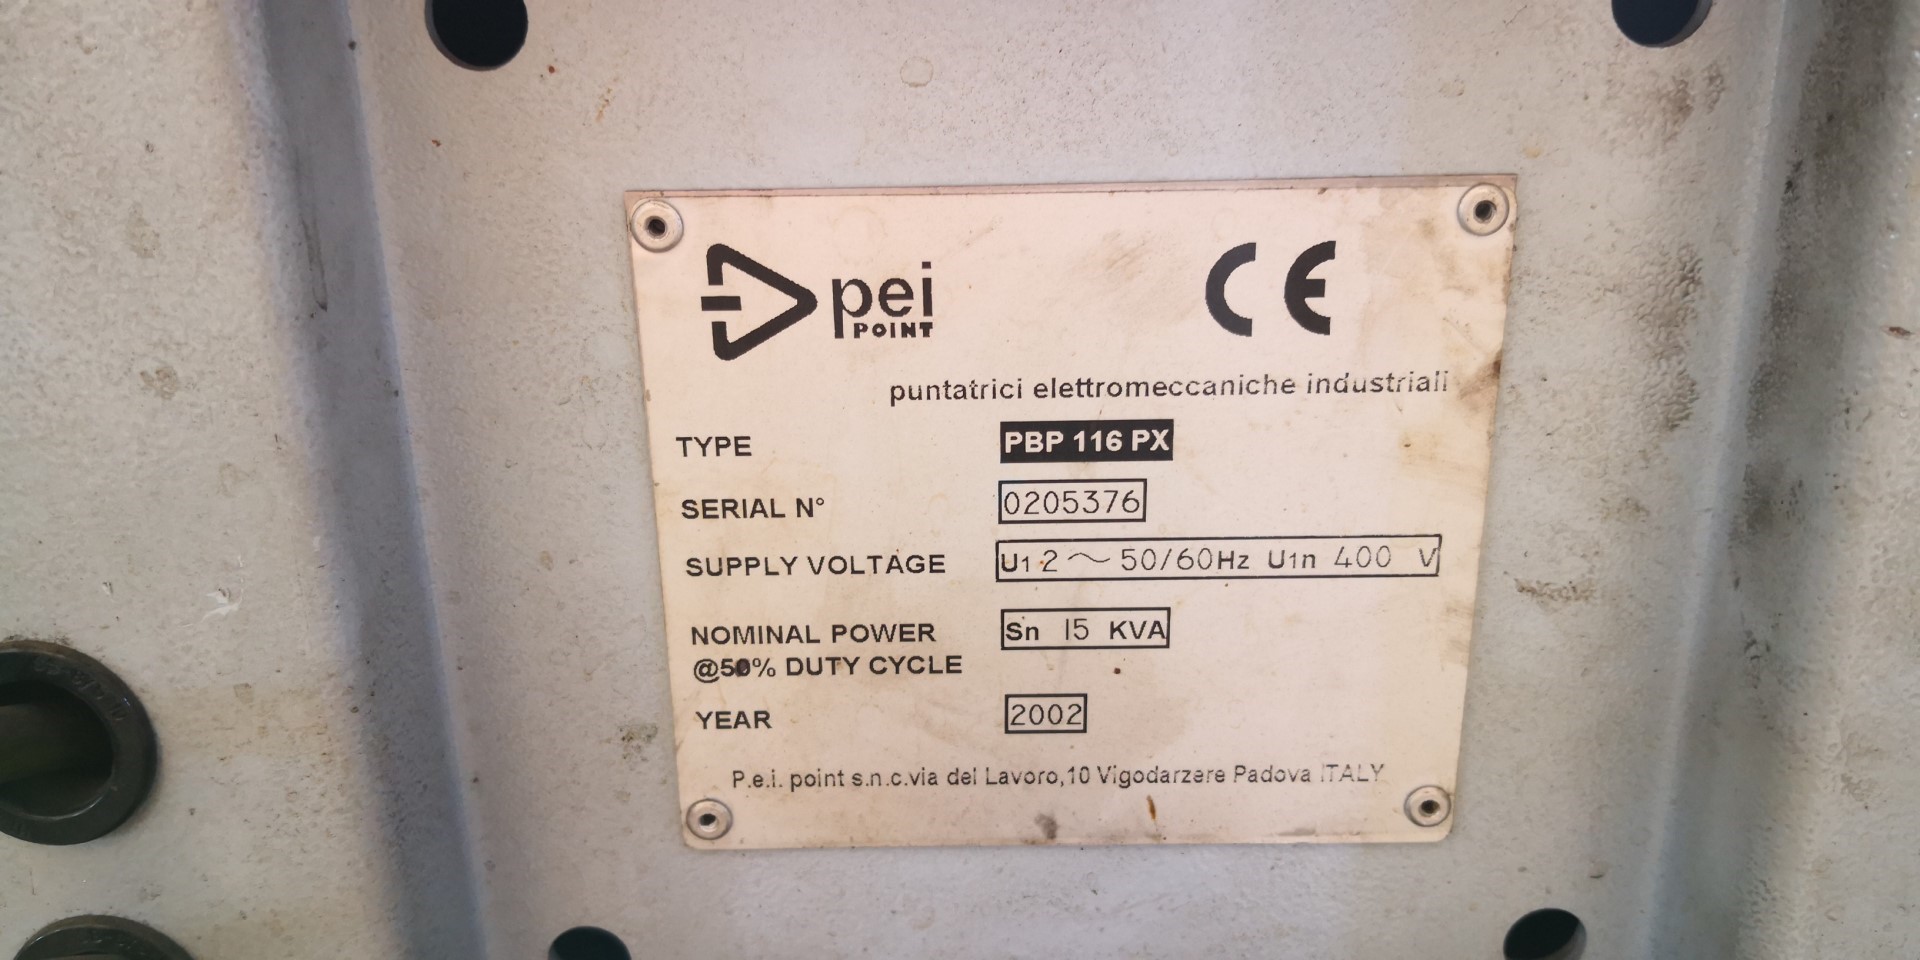 pei
POINT
CE
puntatrici elettromeccaniche industriali
TYPE PBP 116 PX
SERIAL N° 0205376
SUPPLY VOLTAGE U1 2 ~ 50/60Hz U1n 400 V
NOMINAL POWER Sn 15 KVA
@50% DUTY CYCLE
YEAR 2002
P.e.i. point s.n.c.via del Lavoro,10 Vigodarzere Padova ITALY